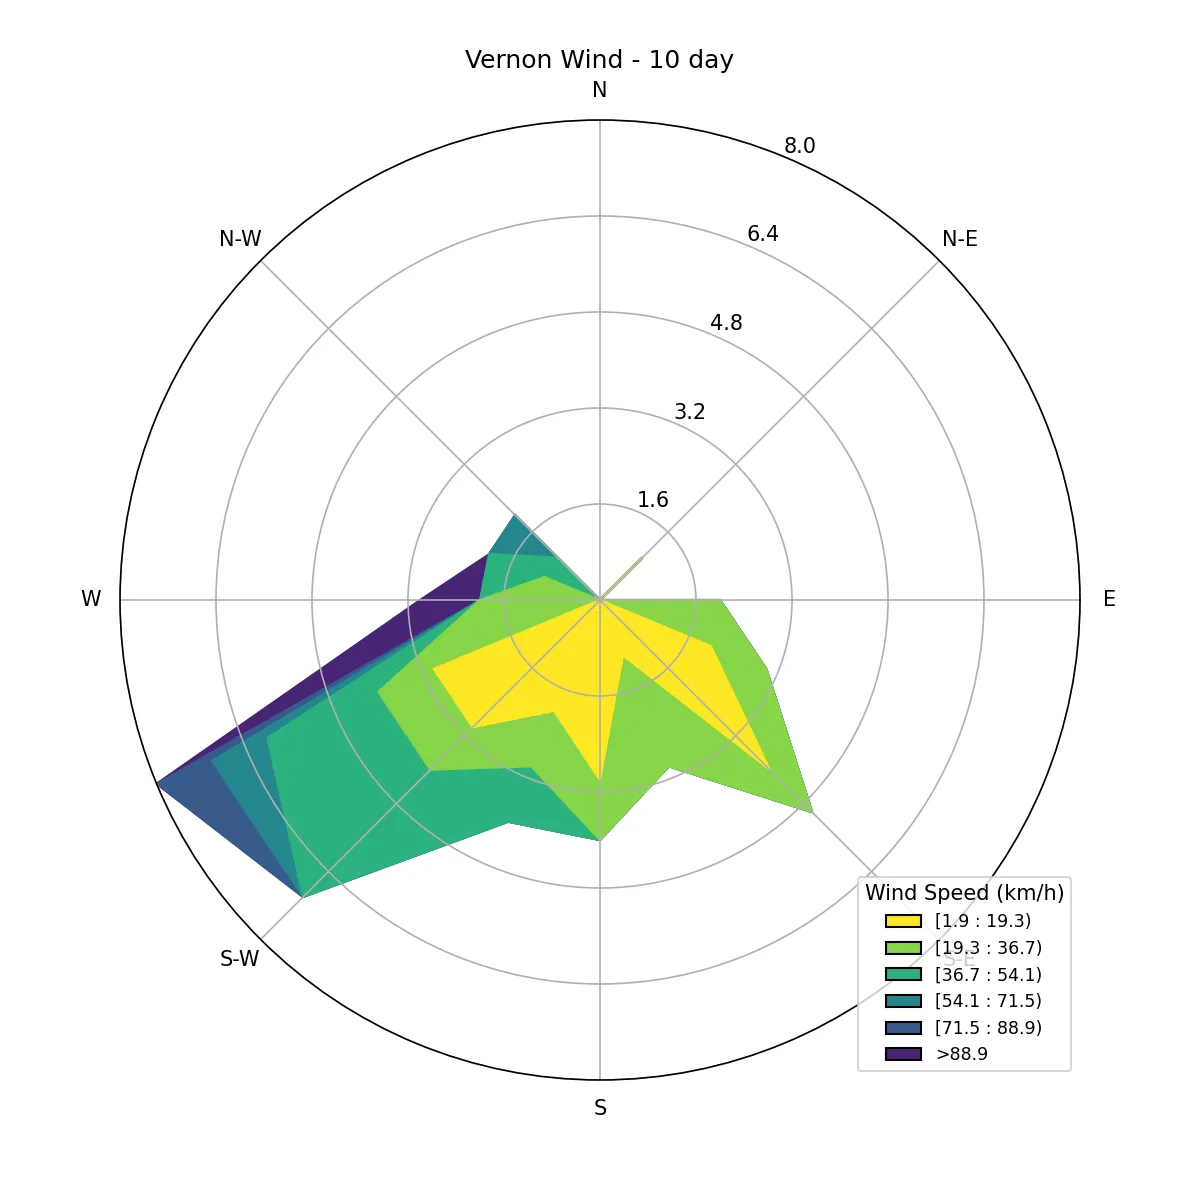 Vernon Wind - 10 day
N
8.0
N-W
6.4
N-E
4.8
3.2
1.6
W
E
S-W
S-E
S
Wind Speed (km/h)
[1.9 : 19.3)
[19.3 : 36.7)
[36.7 : 54.1)
[54.1 : 71.5)
[71.5 : 88.9)
>88.9